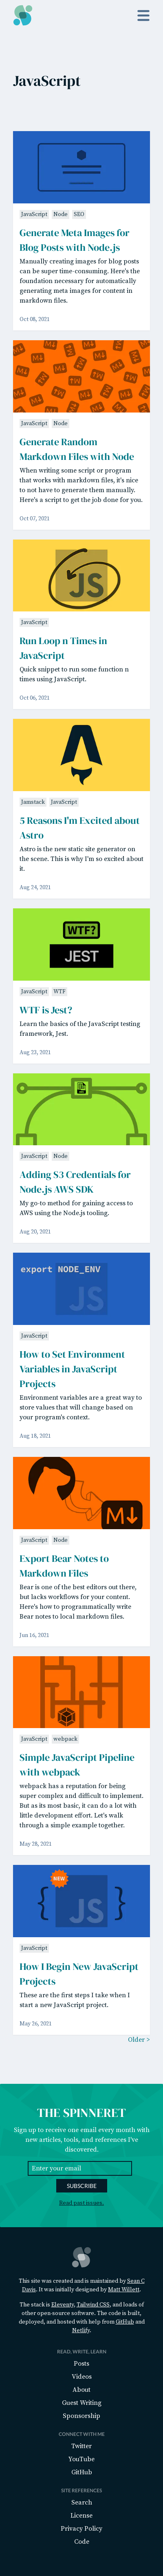 JavaScript
JavaScript Node SEO
Generate Meta Images for
Blog Posts with Node.js
Manually creating images for blog posts
can be super time-consuming. Here's the
foundation necessary for automatically
generating meta images for content in
markdown files.
Oct 08, 2021
JavaScript Node
Generate Random
Markdown Files with Node
When writing some script or program
that works with markdown files, it's nice
to not have to generate them manually.
Here's a script to get the job done for you.
Oct 07, 2021
JS
JavaScript
Run Loop n Times in
JavaScript
Quick snippet to run some function n
times using JavaScript.
Oct 06, 2021
Jamstack JavaScript
5 Reasons I'm Excited about
Astro
Astro is the new static site generator on
the scene. This is why I'm so excited about
it.
Aug 24, 2021
WTF?
JEST
JavaScript WTF
WTF is Jest?
Learn the basics of the JavaScript testing
framework, Jest.
Aug 23, 2021
JavaScript Node
Adding S3 Credentials for
Node.js AWS SDK
My go-to method for gaining access to
AWS using the Node.js tooling.
Aug 20, 2021
export NODE_ENV
JS
JavaScript
How to Set Environment
Variables in JavaScript
Projects
Environment variables are a great way to
store values that will change based on
your program's context.
Aug 18, 2021
M
JavaScript Node
Export Bear Notes to
Markdown Files
Bear is one of the best editors out there,
but lacks workflows for your content.
Here's how to programmatically write
Bear notes to local markdown files.
Jun 16, 2021
JavaScript webpack
Simple JavaScript Pipeline
with webpack
webpack has a reputation for being
super complex and difficult to implement.
But as its most basic, it can do a lot with
little development effort. Let's walk
through a simple example together.
May 28, 2021
NEW
{ JS }
JavaScript
How I Begin New JavaScript
Projects
These are the first steps I take when I
start a new JavaScript project.
May 26, 2021
Older >
THE SPINNERET
Sign up to receive one email every month with
new articles, tools, and references I've
discovered.
Enter your email
SUBSCRIBE
Read past issues.
This site was created and is maintained by Sean C
Davis. It was initially designed by Matt Willett.
The stack is Eleventy, Tailwind CSS, and tons of
other open source software. The code is built,
deployed, and hosted with help from GitHub and
Netlify.
READ, WRITE, LEARN
Posts
Videos
About
Guest Writing
Sponsorship
CONNECT WITH ME
Twitter
YouTube
GitHub
SITE REFERENCES
Search
License
Privacy Policy
Code